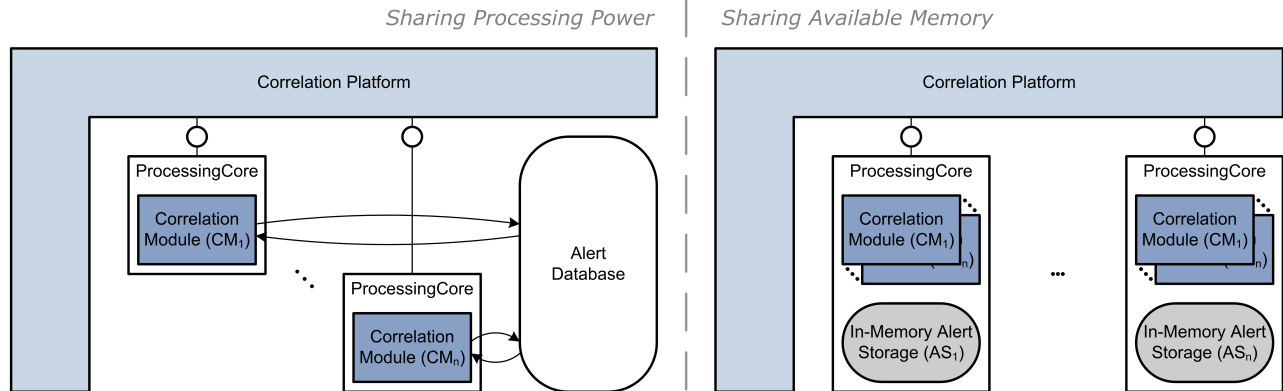 Sharing Processing Power
Sharing Available Memory
Correlation Platform
ProcessingCore
Correlation
Module (CM1)
ProcessingCore
Correlation
Module (CMn)
Alert
Database
Correlation Platform
ProcessingCore
Correlation
Module (CM1)
n)
In-Memory Alert
Storage (AS1)
...
ProcessingCore
Correlation
Module (CM1)
n)
In-Memory Alert
Storage (ASn)